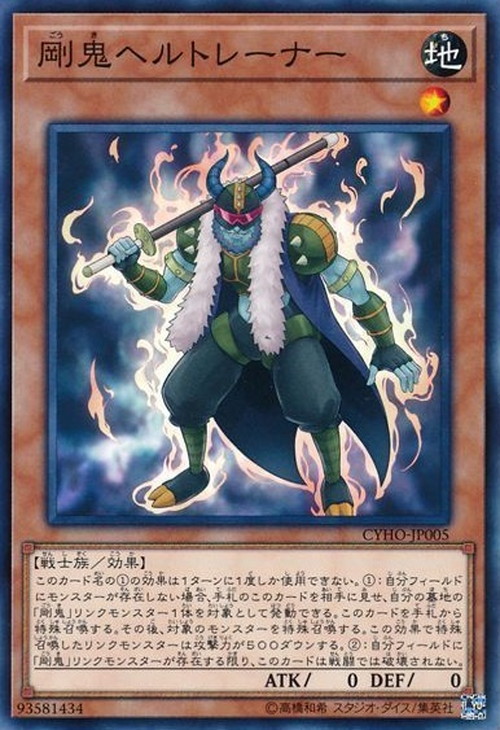 剛鬼ヘルトレーナー
地
CYHO-JP005
【戦士族／効果】
このカード名の①の効果は１ターンに１度しか使用できない。①：自分フィールド
にモンスターが存在しない場合、手札のこのカードを相手に見せ、自分の墓地の
「剛鬼」リンクモンスター１体を対象として発動できる。このカードを手札から
特殊召喚する。その後、対象のモンスターを特殊召喚する。この効果で特殊
召喚したリンクモンスターは攻撃力が５００ダウンする。②：自分フィールドに
「剛鬼」リンクモンスターが存在する限り、このカードは戦闘では破壊されない。
ATK/ 0 DEF/ 0
93581434
©高橋和希 スタジオ・ダイス/集英社